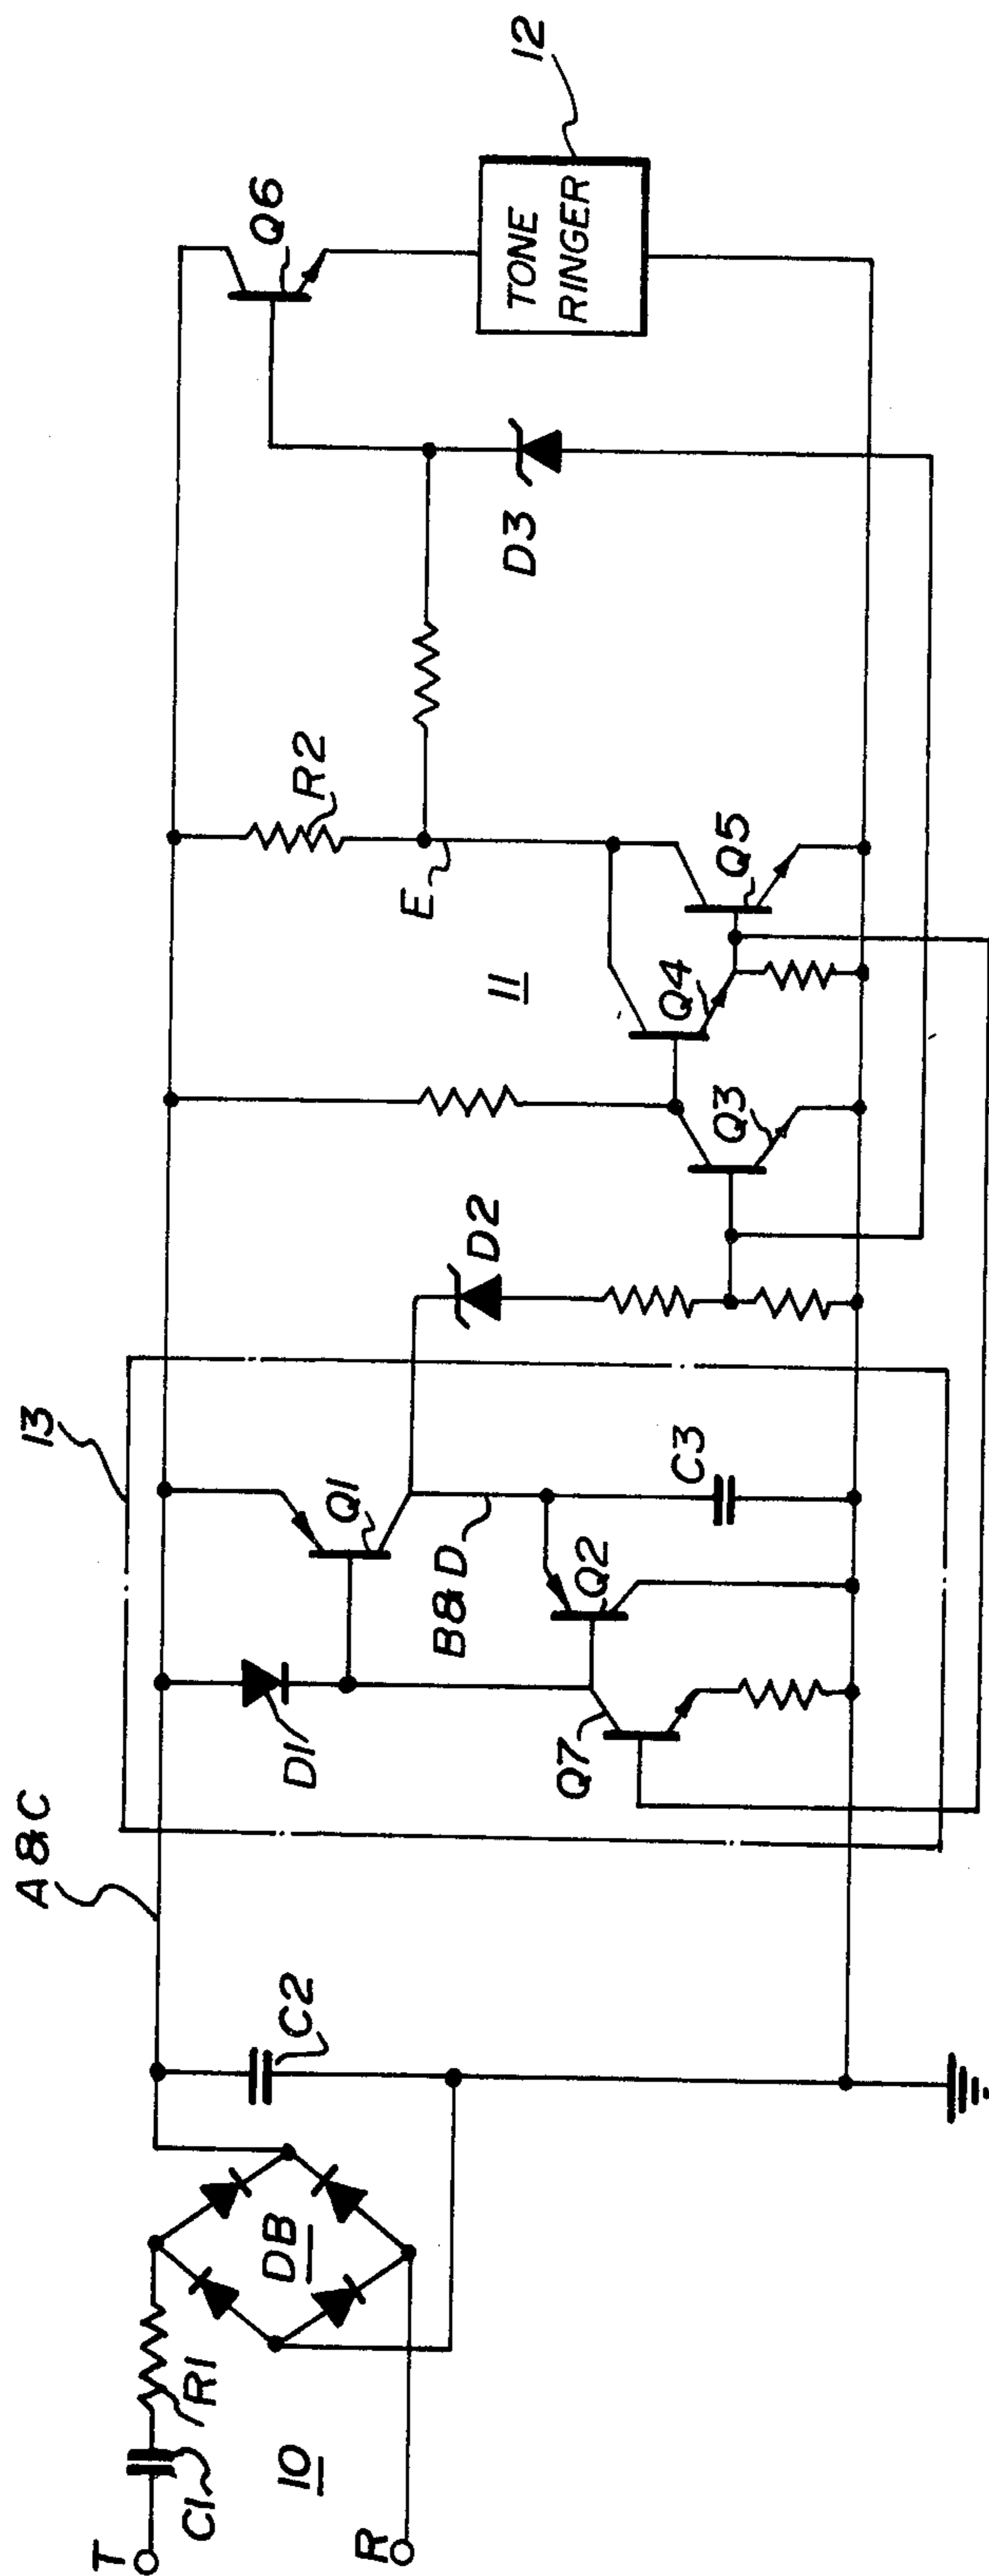 T
C1
R1
10
R
DB
C2
A&C
13
D1
Q1
B&D
Q7
Q2
C3
D2
Q3
11
Q4
Q5
E
R2
D3
Q6
TONE
RINGER
12